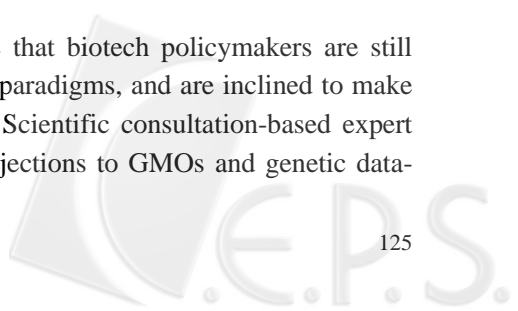 that biotech policymakers are still
paradigms, and are inclined to make
Scientific consultation-based expert
jections to GMOs and genetic data-
125
C.E.P.S.